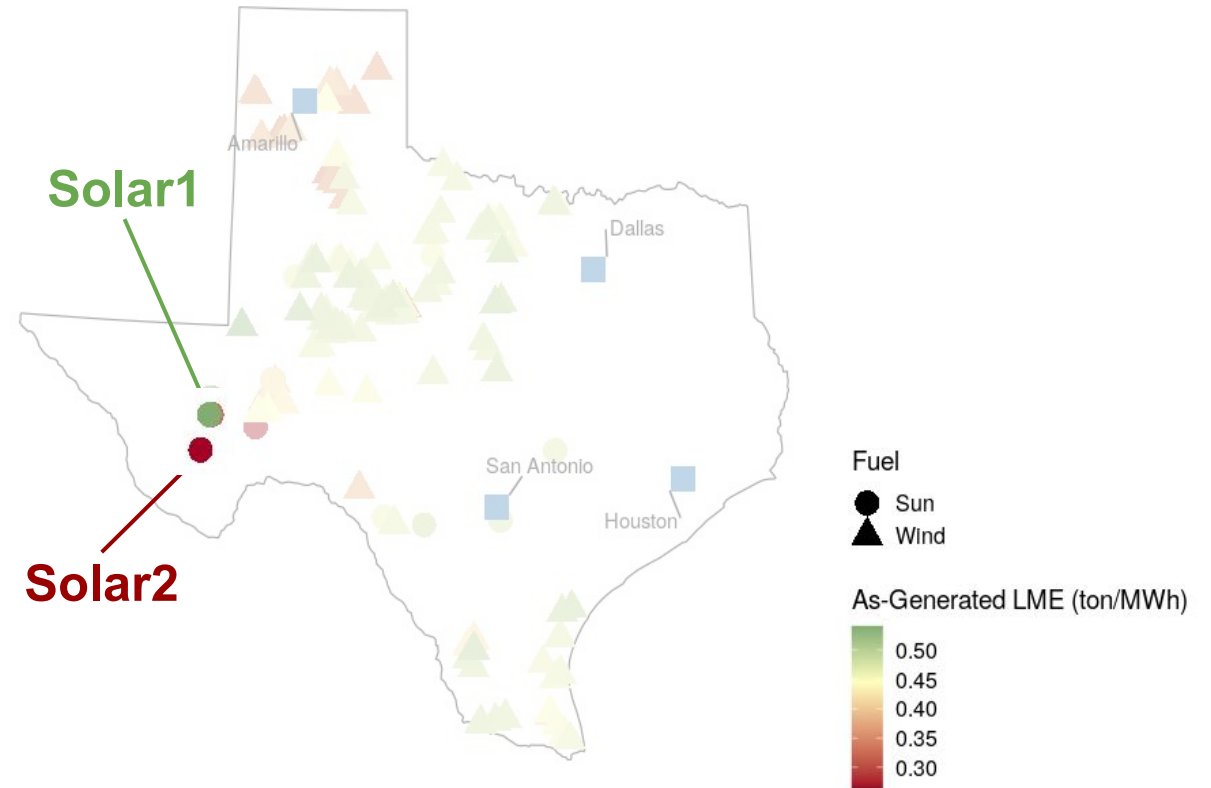 Amarillo
Solar1
Dallas
San Antonio
Houston
Solar2
Fuel
Sun
Wind
As-Generated LME (ton/MWh)
0.50
0.45
0.40
0.35
0.30